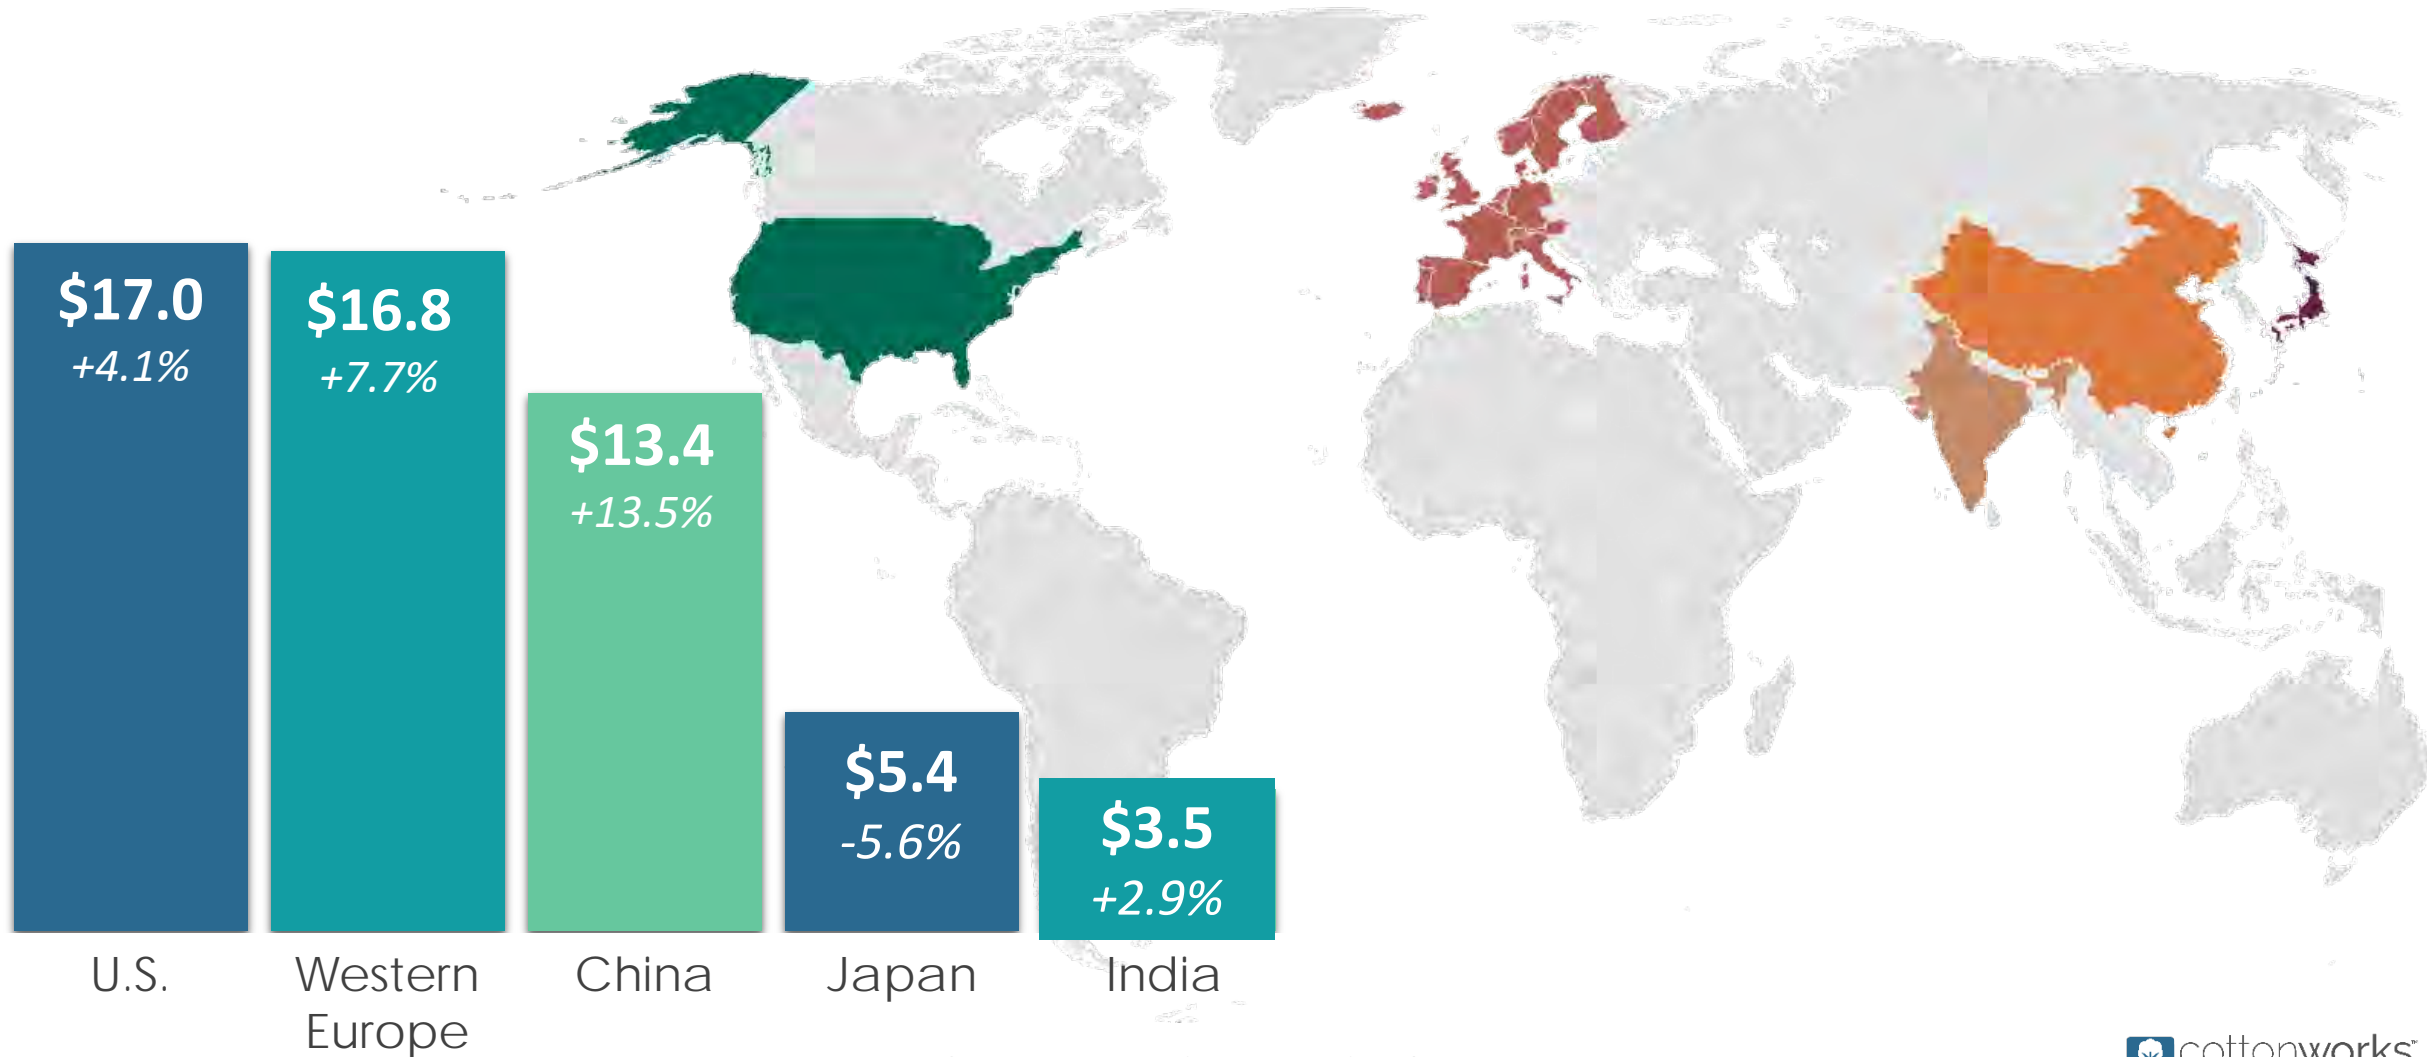 $17.0
+4.1%
$16.8
+7.7%
$13.4
+13.5%
$5.4
-5.6%
$3.5
+2.9%
U.S.
Western
Europe
China
Japan
India
cottonworks™